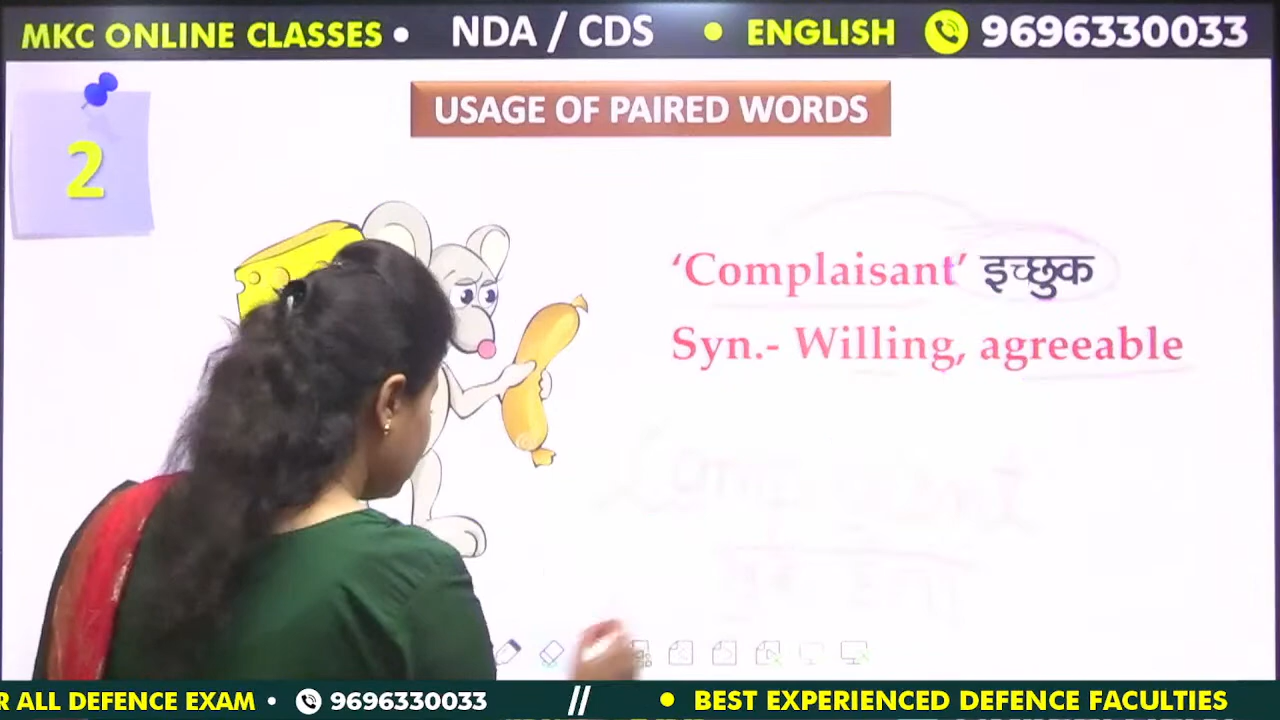 MKC ONLINE CLASSES • NDA / CDS • ENGLISH 9696330033
USAGE OF PAIRED WORDS
2
‘Complaisant’ इच्छुक
Syn.- Willing, agreeable
R ALL DEFENCE EXAM • 9696330033 // • BEST EXPERIENCED DEFENCE FACULTIES